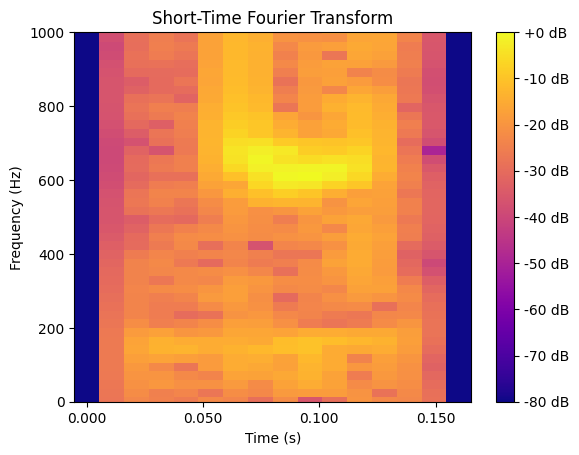 Short-Time Fourier Transform
1000
800
600
400
200
0
Frequency (Hz)
0.000
0.050
0.100
0.150
Time (s)
+0 dB
-10 dB
-20 dB
-30 dB
-40 dB
-50 dB
-60 dB
-70 dB
-80 dB